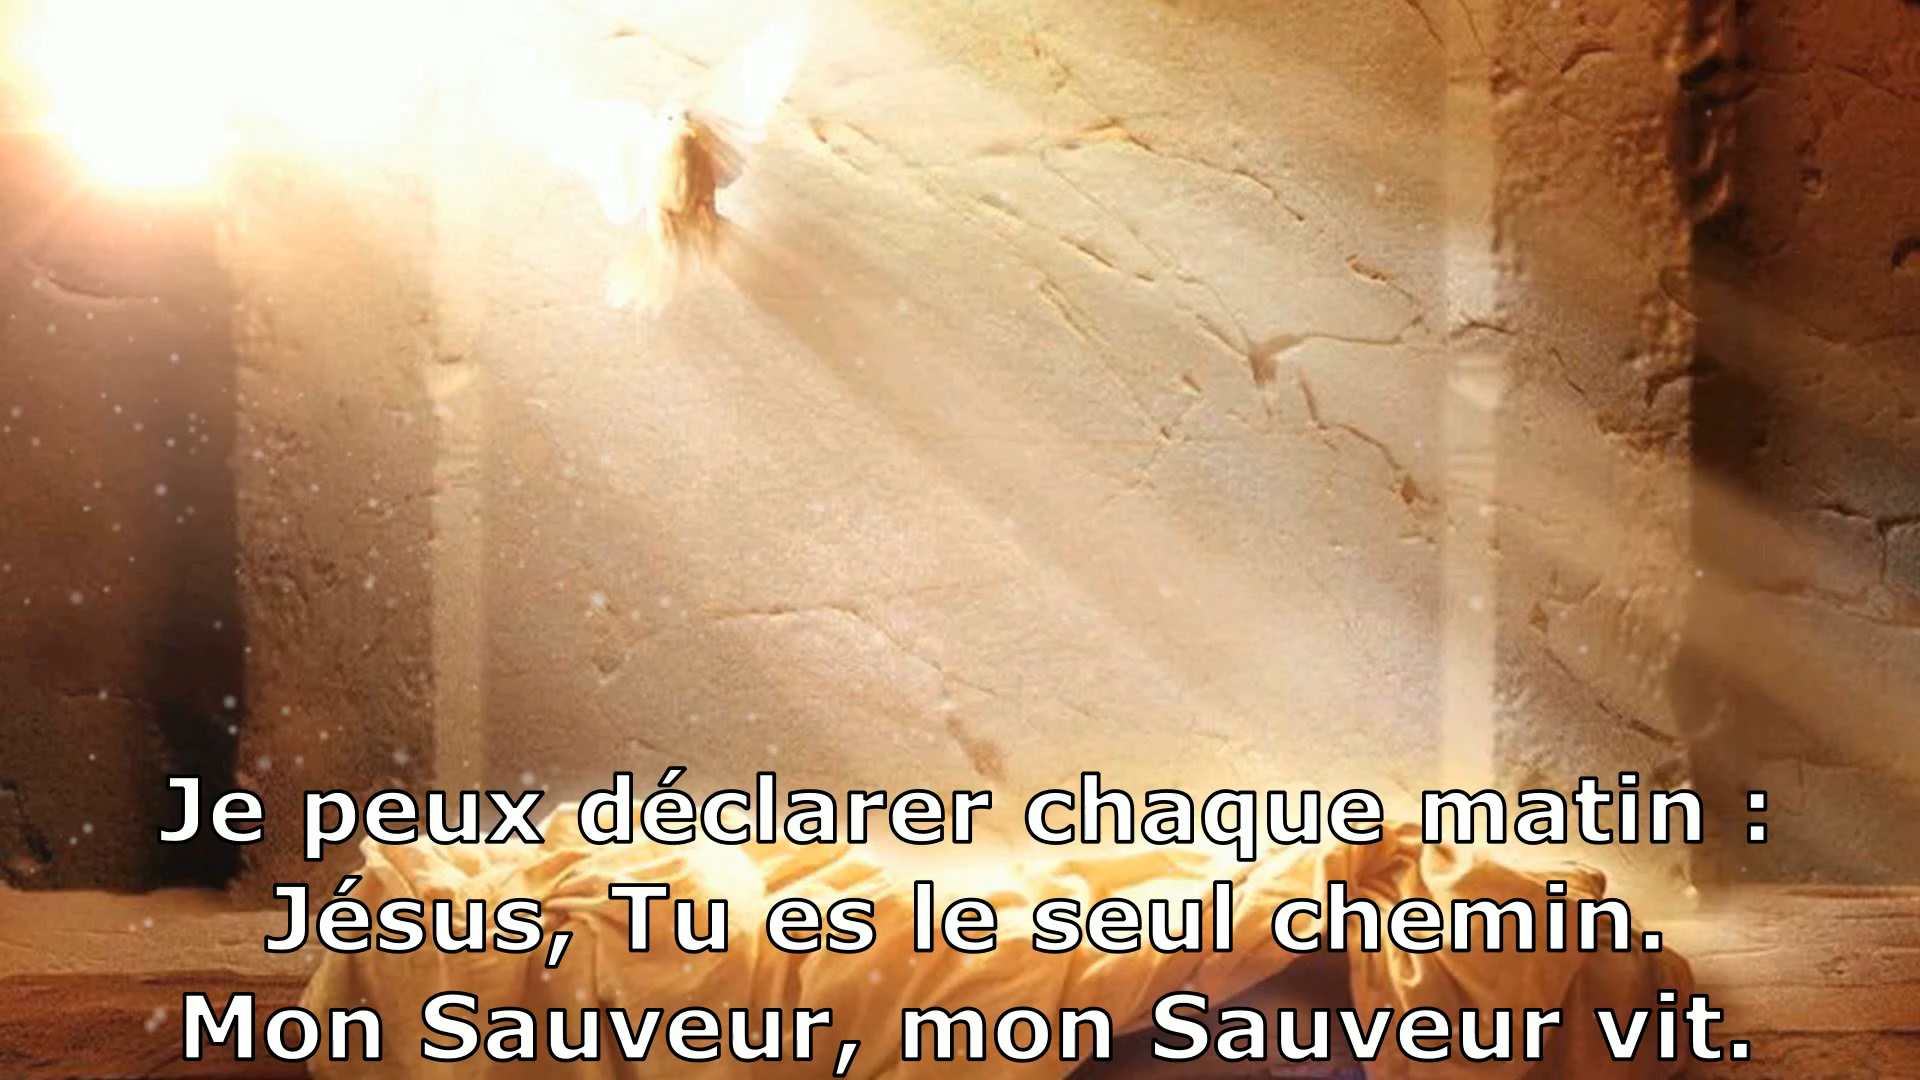 Je peux déclarer chaque matin :
Jésus, Tu es le seul chemin.
Mon Sauveur, mon Sauveur vit.